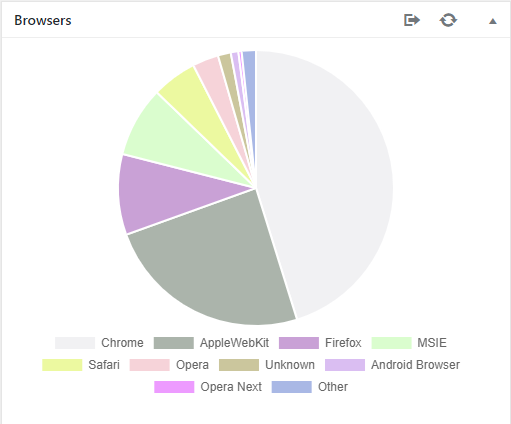 Browsers
Chrome AppleWebKit Firefox MSIE
Safari Opera Unknown Android Browser
Opera Next Other